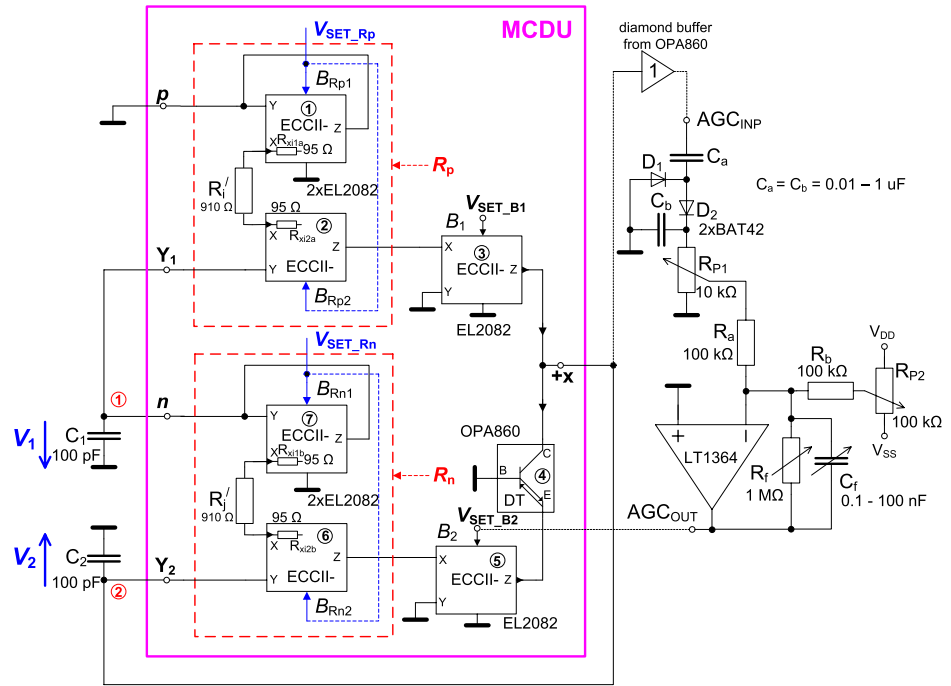 MCDU
V_SET_Rp
diamond buffer
from OPA860
1
p
B_Rp1
Y
①
ECCII-
Z
X
R_xi1a
95 Ω
AGC_INP
C_a
D_1
C_b
D_2
2xBAT42
C_a = C_b = 0.01 – 1 uF
R_i /
910 Ω
2xEL2082
R_p
95 Ω
X
R_xi2a
②
Z
Y
ECCII-
B_Rp2
V_SET_B1
B_1
X
③
ECCII-
Z
Y
EL2082
Y_1
R_P1
10 kΩ
R_a
100 kΩ
V_SET_Rn
+x
R_b
100 kΩ
V_DD
R_P2
100 kΩ
V_SS
①
n
B_Rn1
Y
⑦
ECCII-
Z
X
R_xi1b
95 Ω
V_1
C_1
100 pF
OPA860
C
B
④
DT
E
+
–
LT1364
R_f
1 MΩ
C_f
0.1 - 100 nF
R_j /
910 Ω
2xEL2082
R_n
95 Ω
X
R_xi2b
⑥
Z
Y
ECCII-
B_Rn2
V_SET_B2
AGC_OUT
B_2
X
⑤
ECCII-
Z
Y
EL2082
V_2
C_2
100 pF
Y_2
②